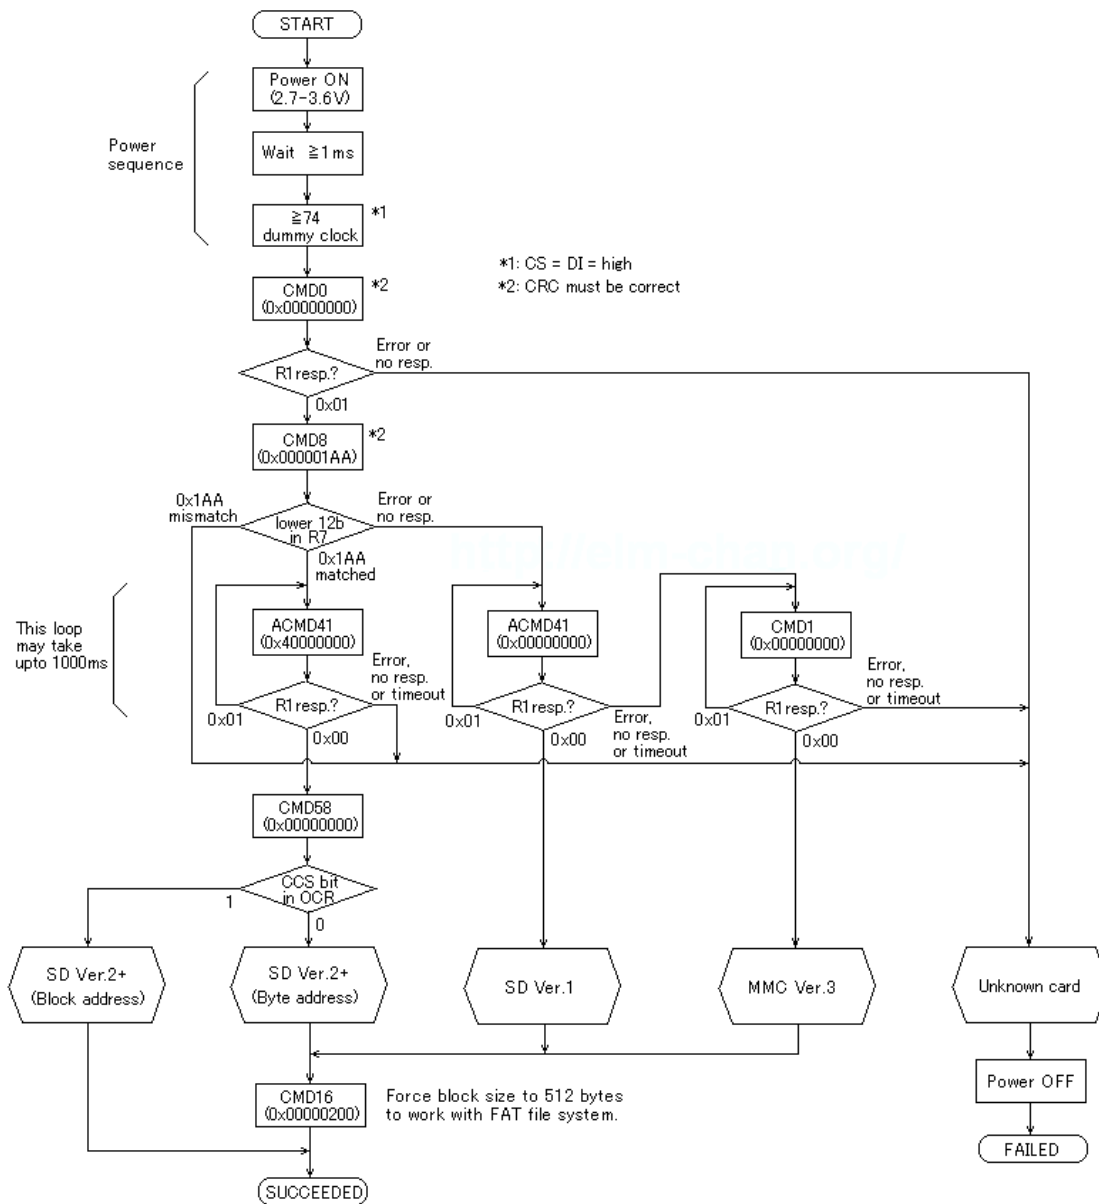 START
Power ON
(2.7-3.6V)
Power
sequence
Wait ≧1ms
≧74
dummy clock
*1
*1: CS = DI = high
*2: CRC must be correct
CMD0
(0x00000000)
*2
Error or
no resp.
R1 resp.?
0x01
CMD8
(0x000001AA)
*2
0x1AA
mismatch
Error or
no resp.
lower 12b
in R7
0x1AA
matched
http://elm-chan.org/
This loop
may take
upto 1000ms
ACMD41
(0x40000000)
ACMD41
(0x00000000)
CMD1
(0x00000000)
Error,
no resp.
or timeout
Error,
no resp.
or timeout
R1 resp.?
R1 resp.?
R1 resp.?
0x01
0x00
0x01
0x00
Error,
no resp.
or timeout
0x01
0x00
CMD58
(0x00000000)
CCS bit
in OCR
1
0
SD Ver.2+
(Block address)
SD Ver.2+
(Byte address)
SD Ver.1
MMC Ver.3
Unknown card
CMD16
(0x00000200)
Force block size to 512 bytes
to work with FAT file system.
Power OFF
FAILED
SUCCEEDED